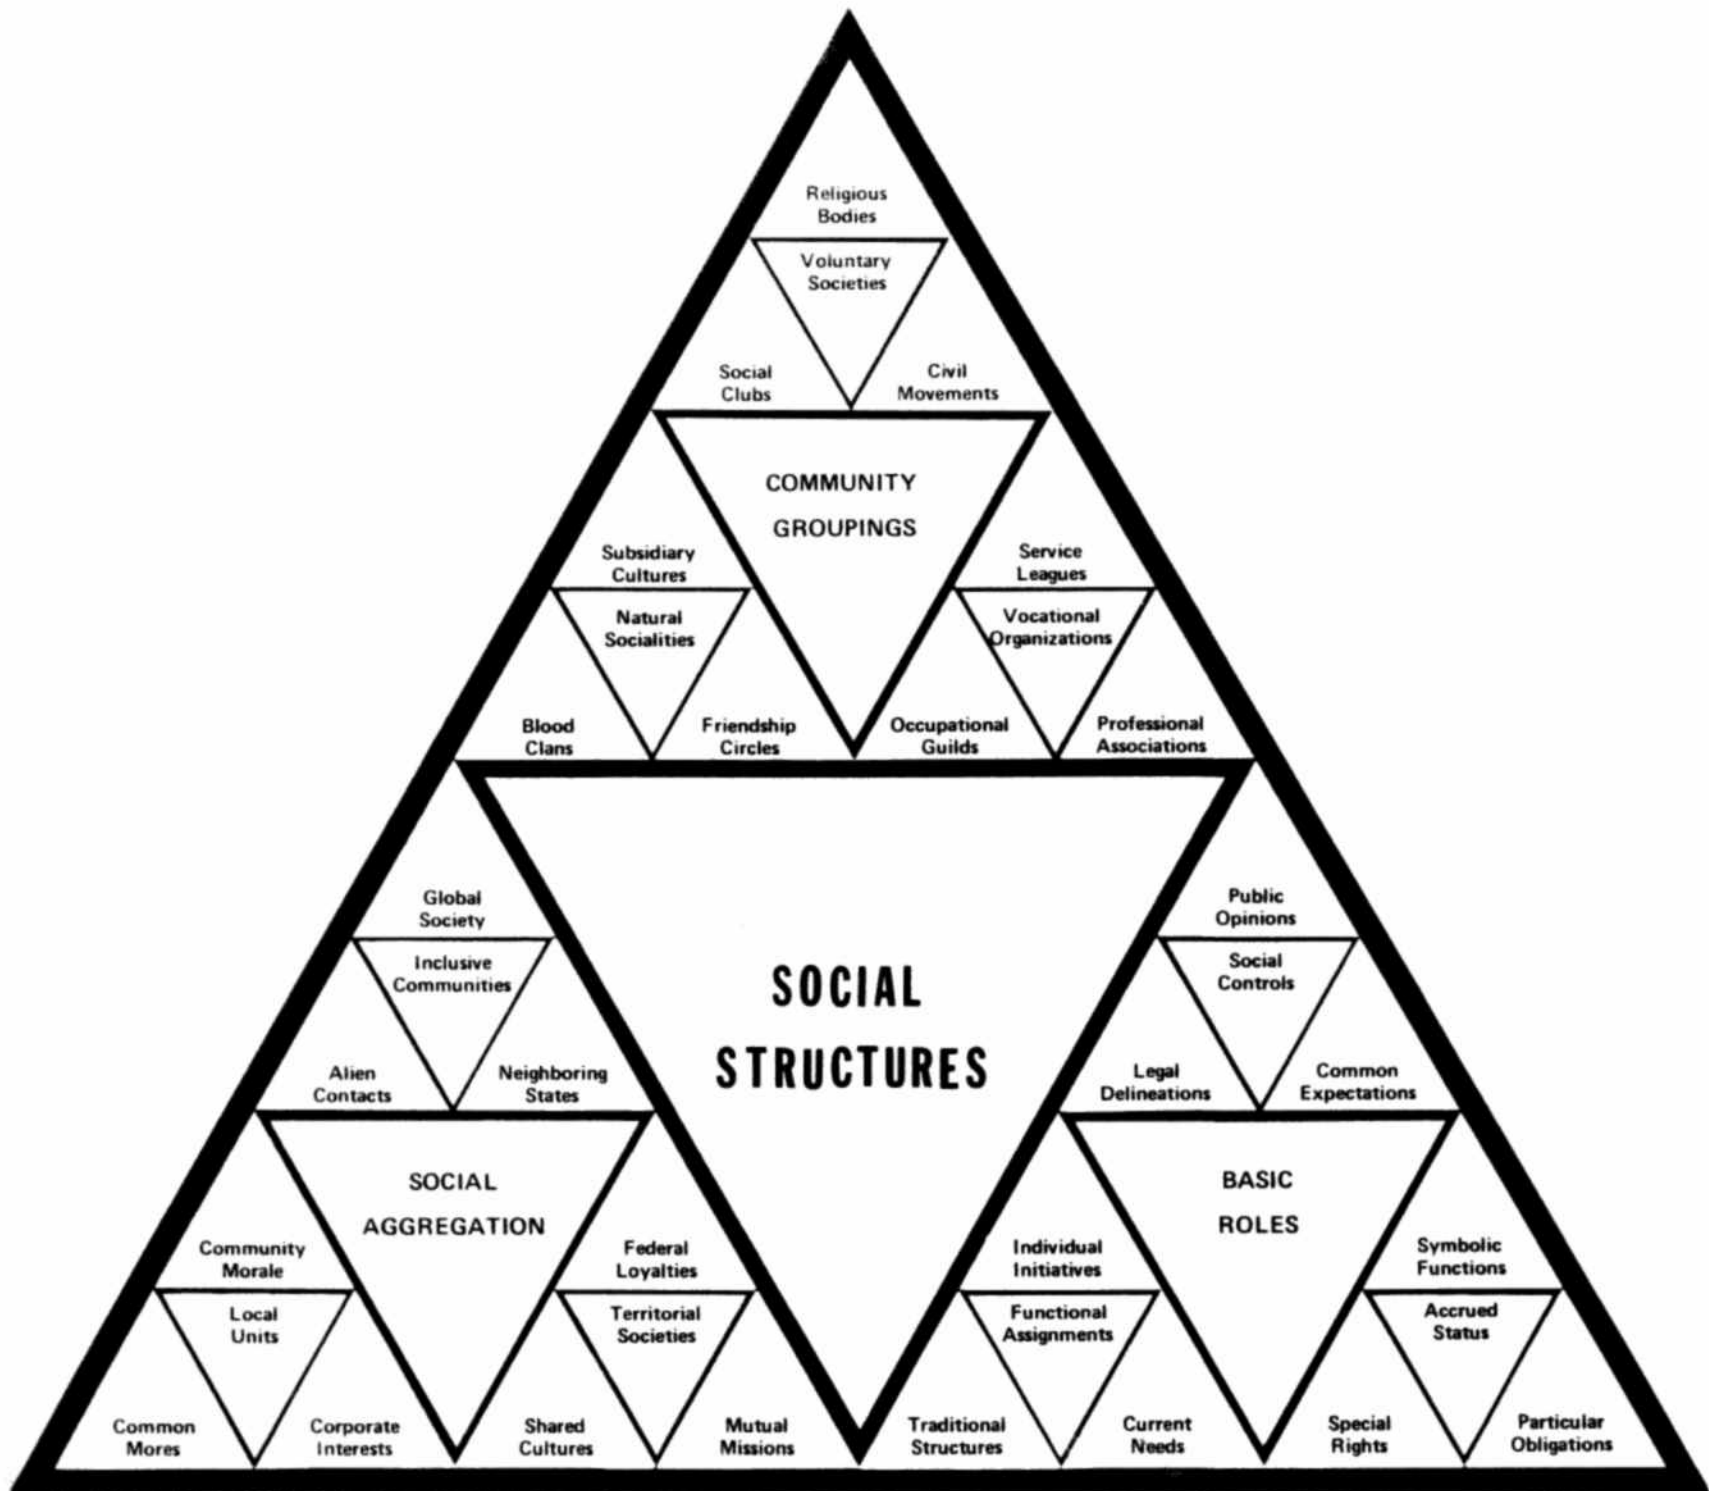 Religious
Bodies
Voluntary
Societies
Social
Clubs
Civil
Movements
COMMUNITY
GROUPINGS
Subsidiary
Cultures
Natural
Socialities
Blood
Clans
Friendship
Circles
Service
Leagues
Vocational
Organizations
Occupational
Guilds
Professional
Associations
SOCIAL
STRUCTURES
Global
Society
Inclusive
Communities
Alien
Contacts
Neighboring
States
SOCIAL
AGGREGATION
Community
Morale
Local
Units
Common
Mores
Corporate
Interests
Federal
Loyalties
Territorial
Societies
Shared
Cultures
Mutual
Missions
Public
Opinions
Social
Controls
Legal
Delineations
Common
Expectations
BASIC
ROLES
Individual
Initiatives
Functional
Assignments
Traditional
Structures
Current
Needs
Symbolic
Functions
Accrued
Status
Special
Rights
Particular
Obligations